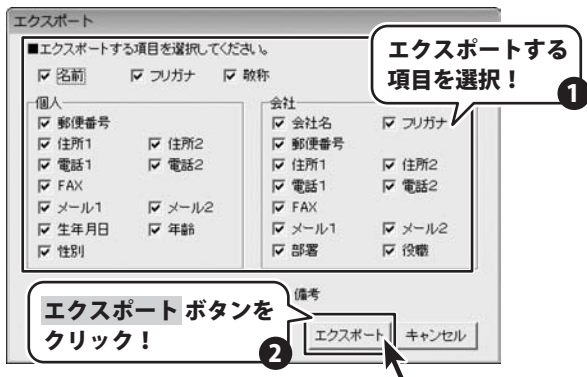 エクスポート
■エクスポートする項目を選択してください。
名前 フリガナ 敬称
個人
郵便番号
住所1 住所2
電話1 電話2
FAX
メール1 メール2
生年月日 年齢
性別
会社
会社名 フリガナ
郵便番号
住所1 住所2
電話1 電話2
FAX
メール1 メール2
部署 役職
備考
エクスポート キャンセル
エクスポートする
項目を選択！
1
エクスポート ボタンを
クリック！
2